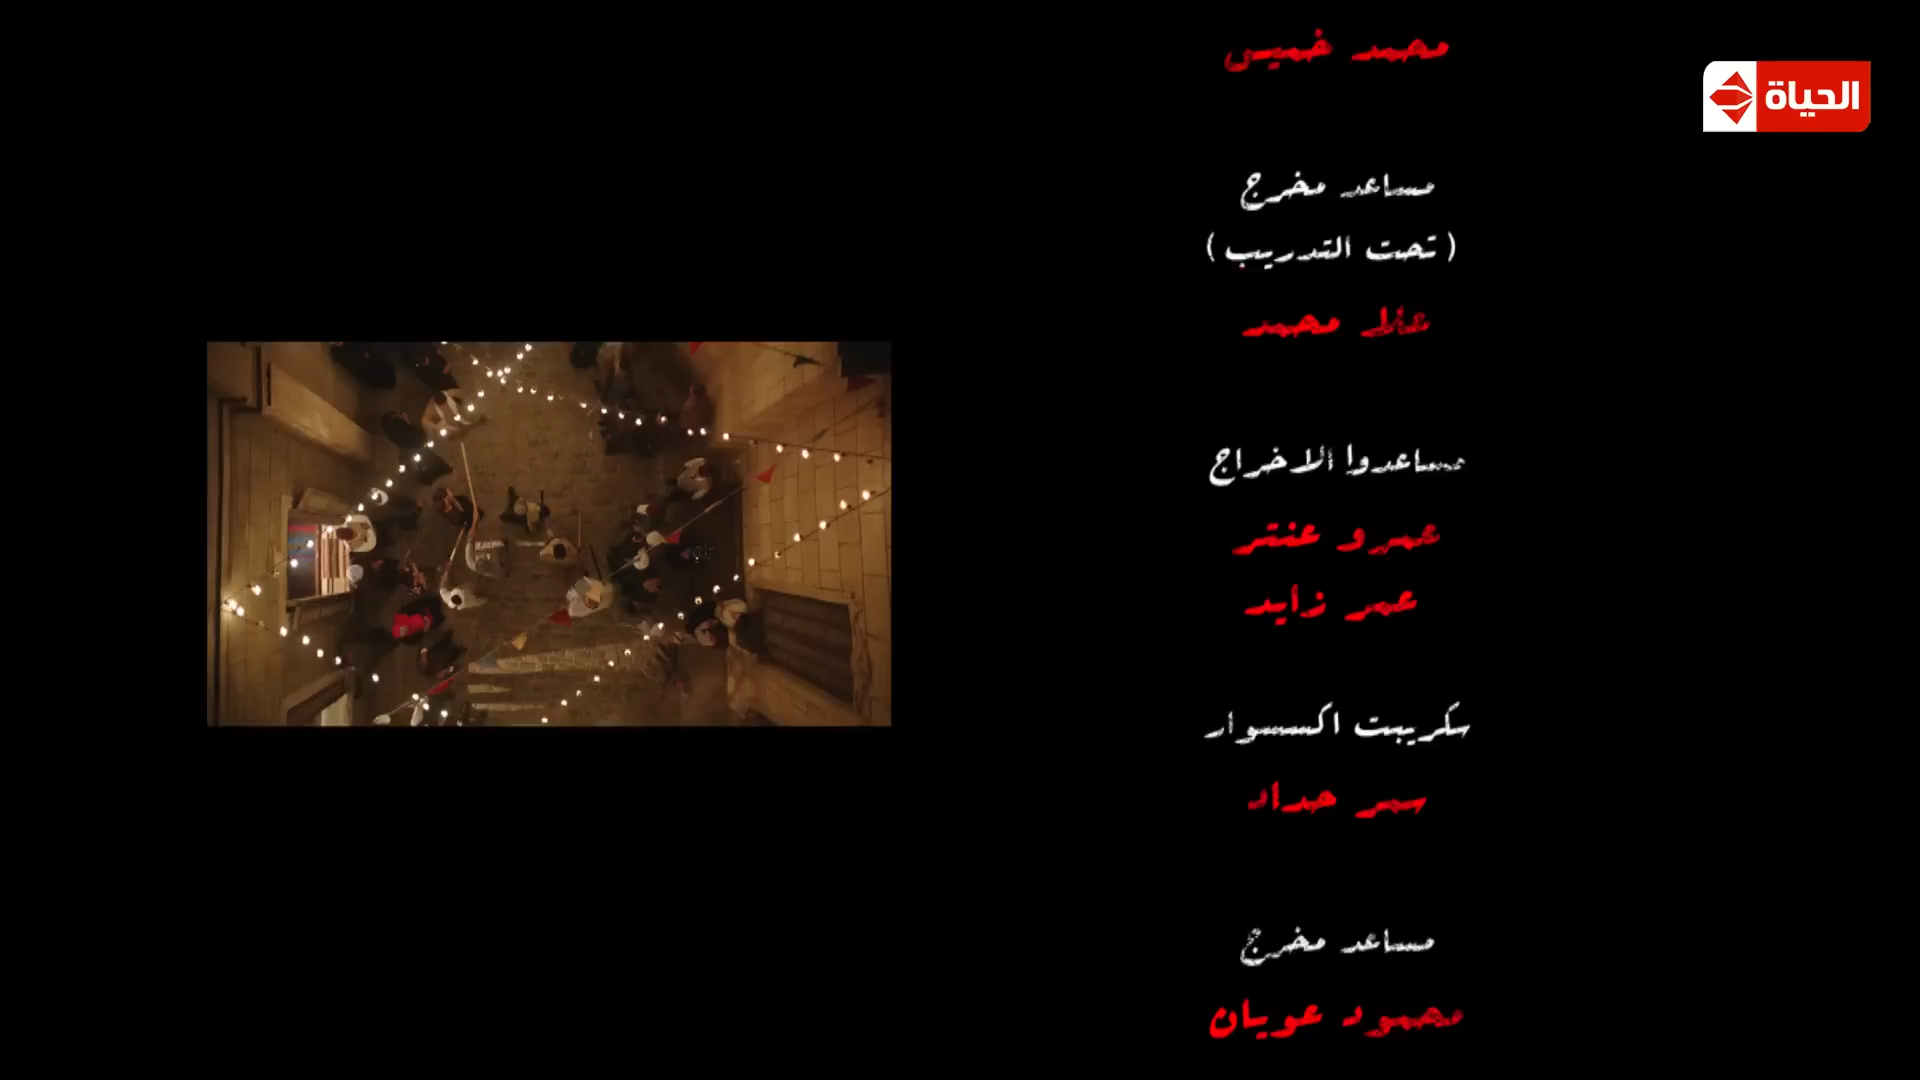 محمد خميس
الحياة
مساعد مخرج
(تحت التدريب)
محمد
مساعدوا الاخراج
عمرو عنتر
عمر زايد
سكريبت اكسسوار
سمر حداد
مساعد مخرج
محمود عويان